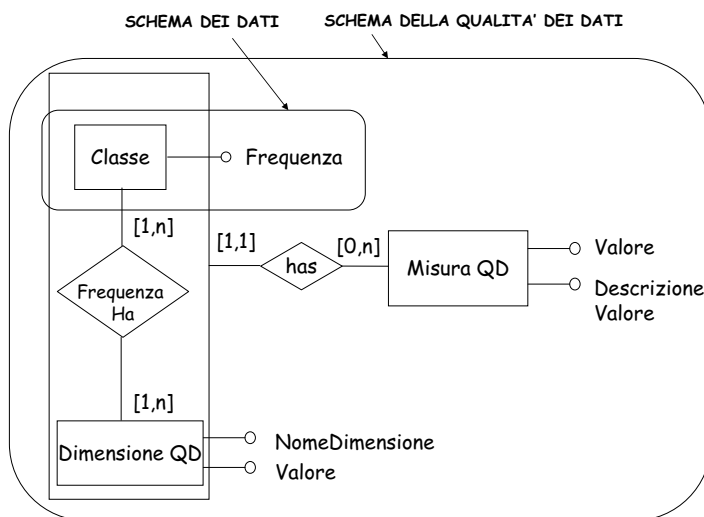 SCHEMA DEI DATI
SCHEMA DELLA QUALITA' DEI DATI
Classe
Frequenza
[1,n]
[1,1]
[0,n]
has
Misura QD
Valore
Descrizione
Valore
Frequenza
Ha
[1,n]
Dimensione QD
NomeDimensione
Valore